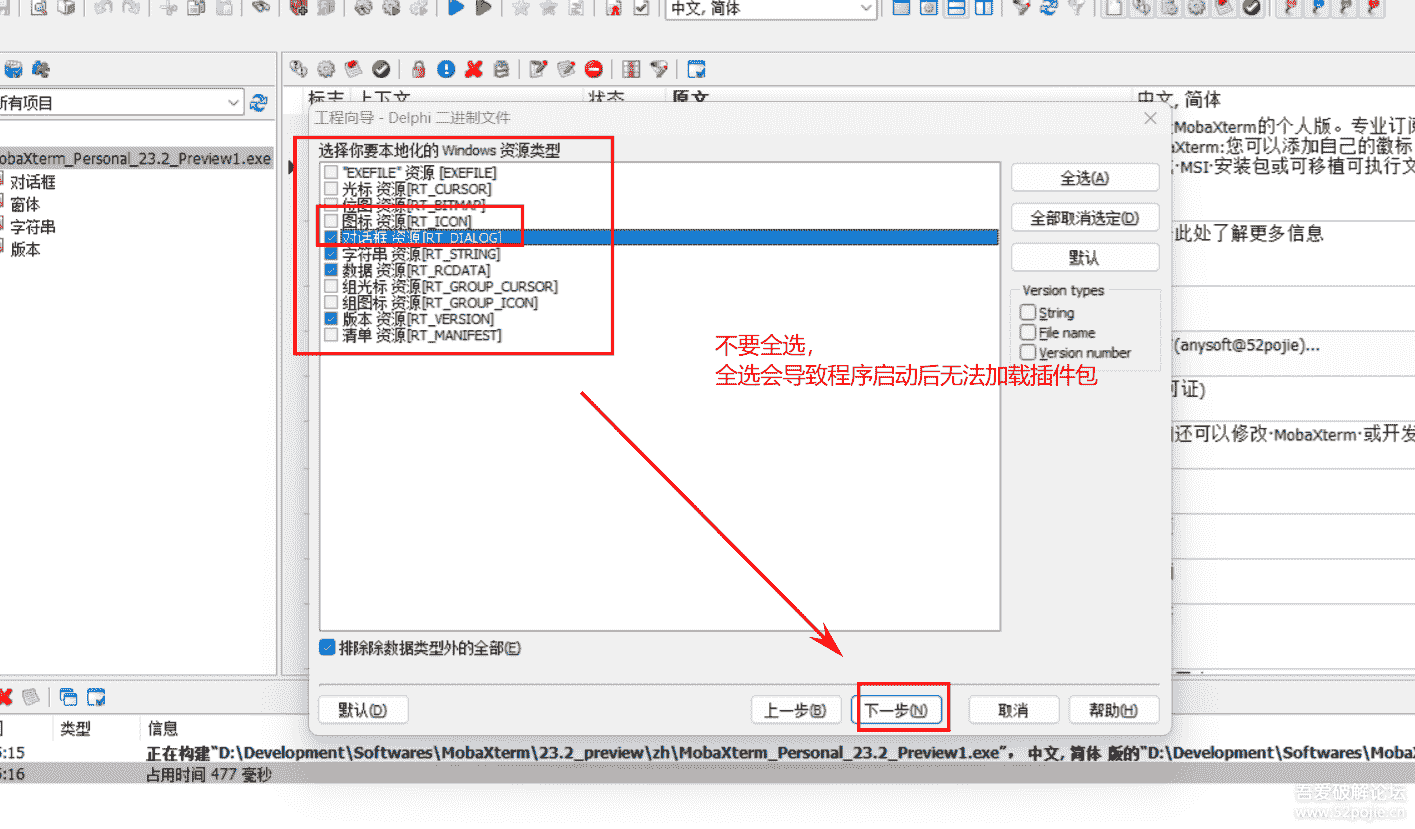 中文, 简体
所有项目
标志 上下文 状态 原文 中文, 简体
obaXterm_Personal_23.2_Preview1.exe
对话框
窗体
字符串
版本
工程向导 - Delphi 二进制文件
选择你要本地化的 Windows 资源类型
"EXEFILE" 资源 [EXEFILE]
光标 资源[RT_CURSOR]
位图 资源[RT_BITMAP]
图标 资源[RT_ICON]
对话框 资源[RT_DIALOG]
字符串 资源[RT_STRING]
数据 资源[RT_RCDATA]
组光标 资源[RT_GROUP_CURSOR]
组图标 资源[RT_GROUP_ICON]
版本 资源[RT_VERSION]
清单 资源[RT_MANIFEST]
全选(A)
全部取消选定(D)
默认
Version types
String
File name
Version number
不要全选，
全选会导致程序启动后无法加载插件包
MobaXterm的个人版。专业订阅
aXterm:您可以添加自己的徽标
·MSI·安装包或可移植可执行文
此处了解更多信息
(anysoft@52pojie)...
可证)
还可以修改·MobaXterm·或开发
排除除数据类型外的全部(E)
默认(D)
上一步(B)
下一步(N)
取消
帮助(H)
类型 信息
5:15 正在构建"D:\Development\Softwares\MobaXterm\23.2_preview\zh\MobaXterm_Personal_23.2_Preview1.exe"， 中文, 简体 版的"D:\Development\Softwares\MobaX
5:16 占用时间 477 毫秒
吾爱破解论坛
www.52pojie.cn